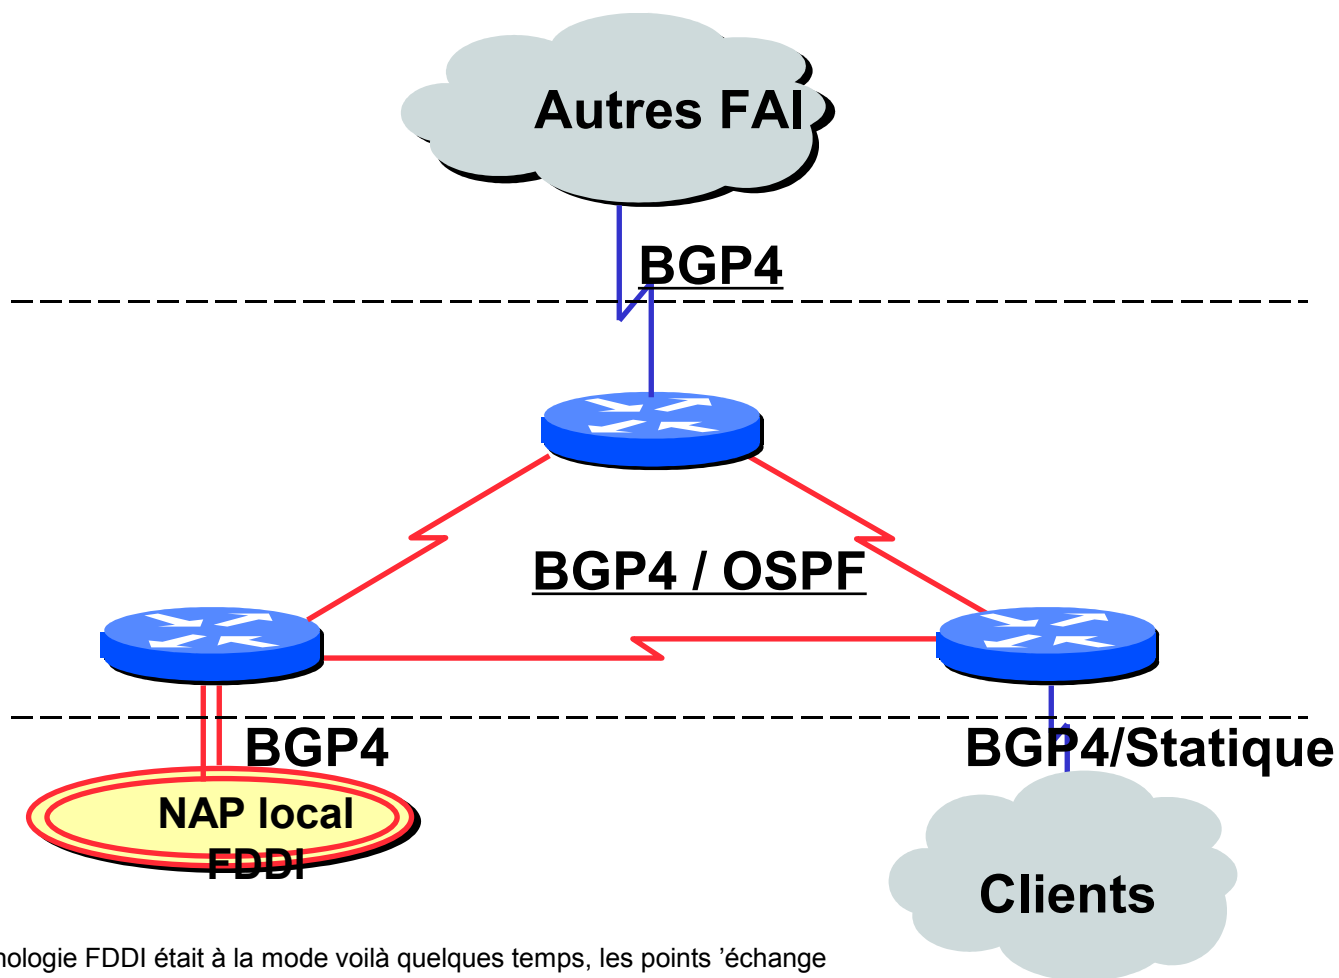 Autres FAI
BGP4
BGP4 / OSPF
BGP4
BGP4/Statique
NAP local
FDDI
Clients
nologie FDDI était à la mode voilà quelques temps, les points 'échange